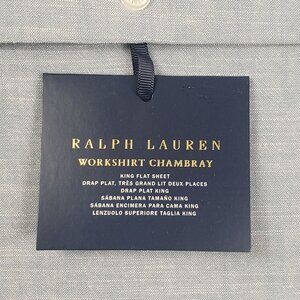 RALPH LAUREN
WORKSHIRT CHAMBRAY
KING FLAT SHEET
DRAP PLAT, TRÈS GRAND LIT DEUX PLACES
DRAP PLAT KING
SÁBANA PLANA TAMAÑO KING
SÁBANA ENCIMERA PARA CAMA KING
LENZUOLO SUPERIORE TAGLIA KING